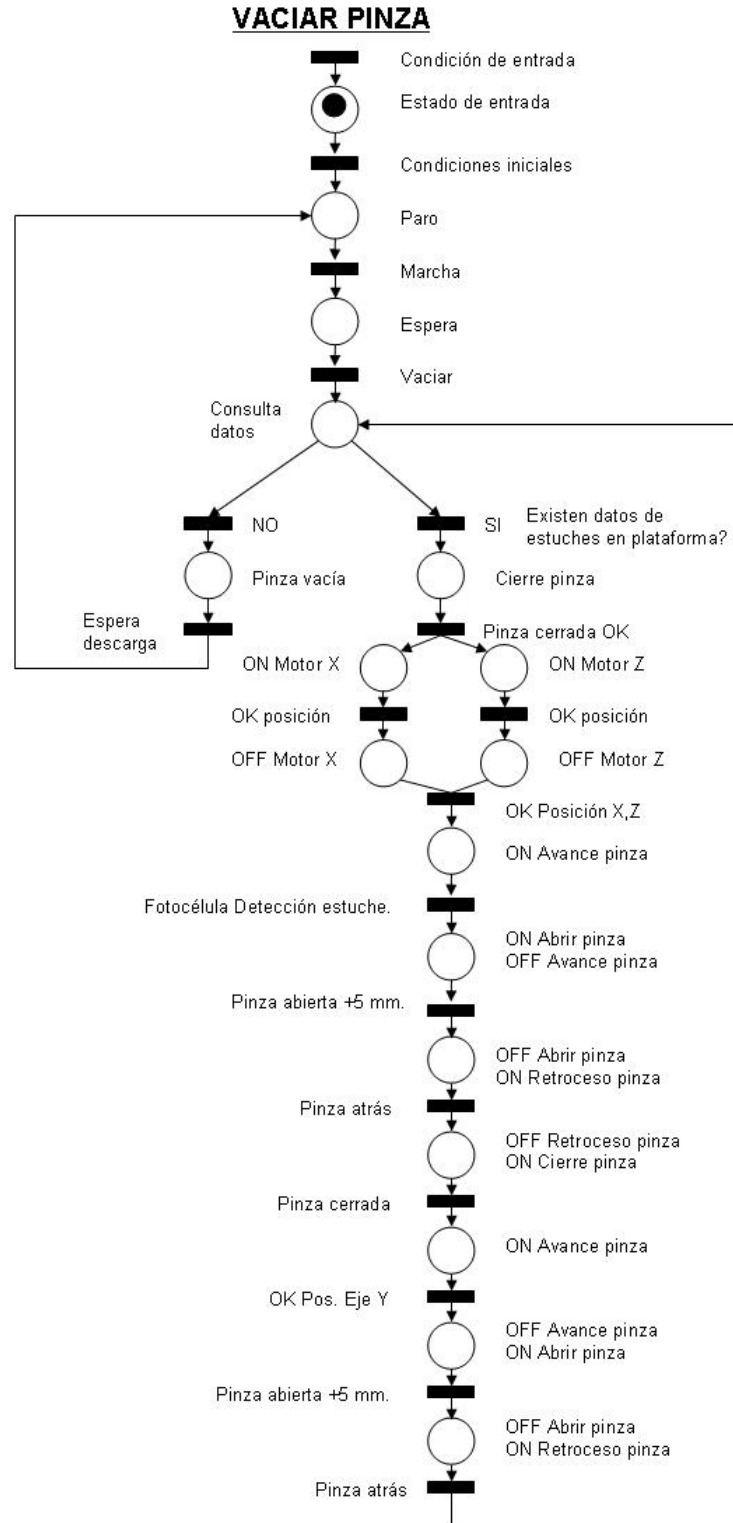 VACIAR PINZA
Condición de entrada
Estado de entrada
Condiciones iniciales
Paro
Marcha
Espera
Vaciar
Consulta
datos
NO
SI
Existen datos de
estuches en plataforma?
Pinza vacía
Cierre pinza
Espera
descarga
Pinza cerrada OK
ON Motor X
ON Motor Z
OK posición
OK posición
OFF Motor X
OFF Motor Z
OK Posición X,Z
ON Avance pinza
Fotocélula Detección estuche.
ON Abrir pinza
OFF Avance pinza
Pinza abierta +5 mm.
OFF Abrir pinza
ON Retroceso pinza
Pinza atrás
OFF Retroceso pinza
ON Cierre pinza
Pinza cerrada
ON Avance pinza
OK Pos. Eje Y
OFF Avance pinza
ON Abrir pinza
Pinza abierta +5 mm.
OFF Abrir pinza
ON Retroceso pinza
Pinza atrás